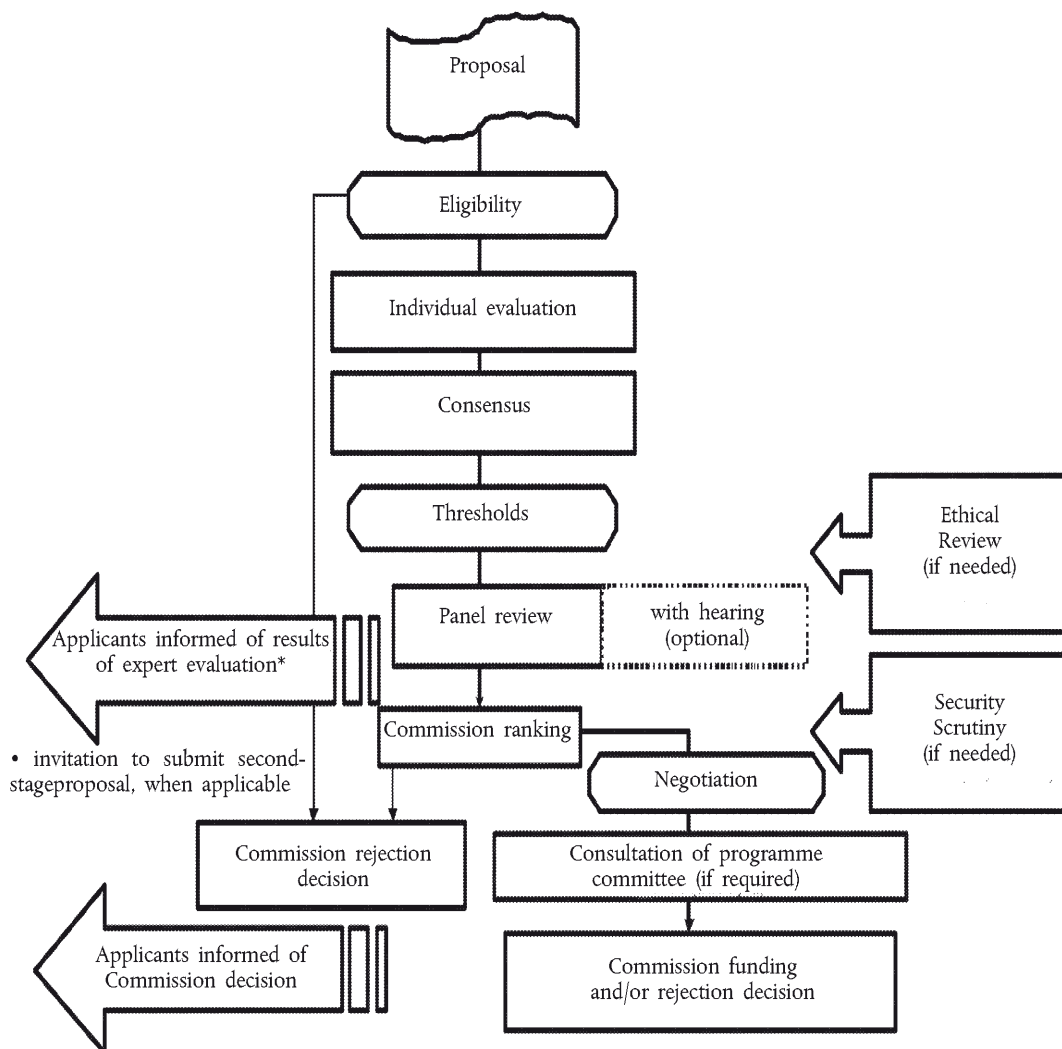 Proposal
Eligibility
Individual evaluation
Consensus
Thresholds
Ethical
Review
(if needed)
Panel review
with hearing
(optional)
Applicants informed of results
of expert evaluation*
Commission ranking
Security
Scrutiny
(if needed)
• invitation to submit second-
stageproposal, when applicable
Negotiation
Commission rejection
decision
Consultation of programme
committee (if required)
Applicants informed of
Commission decision
Commission funding
and/or rejection decision